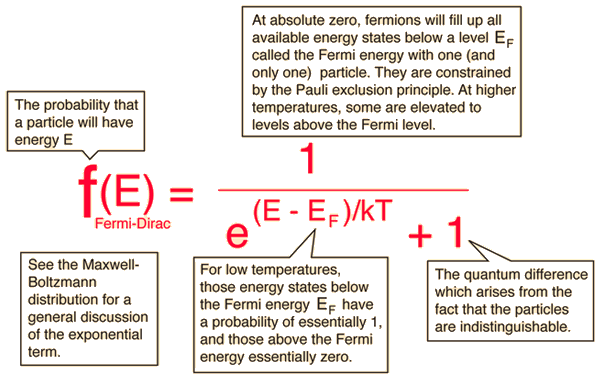 At absolute zero, fermions will fill up all
available energy states below a level E_F
called the Fermi energy with one (and
only one) particle. They are constrained
by the Pauli exclusion principle. At higher
temperatures, some are elevated to
levels above the Fermi level.
The probability that
a particle will have
energy E
f(E) = 1 / (e^((E - E_F)/kT) + 1)
Fermi-Dirac
See the Maxwell-
Boltzmann
distribution for a
general discussion
of the exponential
term.
For low temperatures,
those energy states below
the Fermi energy E_F have
a probability of essentially 1,
and those above the Fermi
energy essentially zero.
The quantum difference
which arises from the
fact that the particles
are indistinguishable.